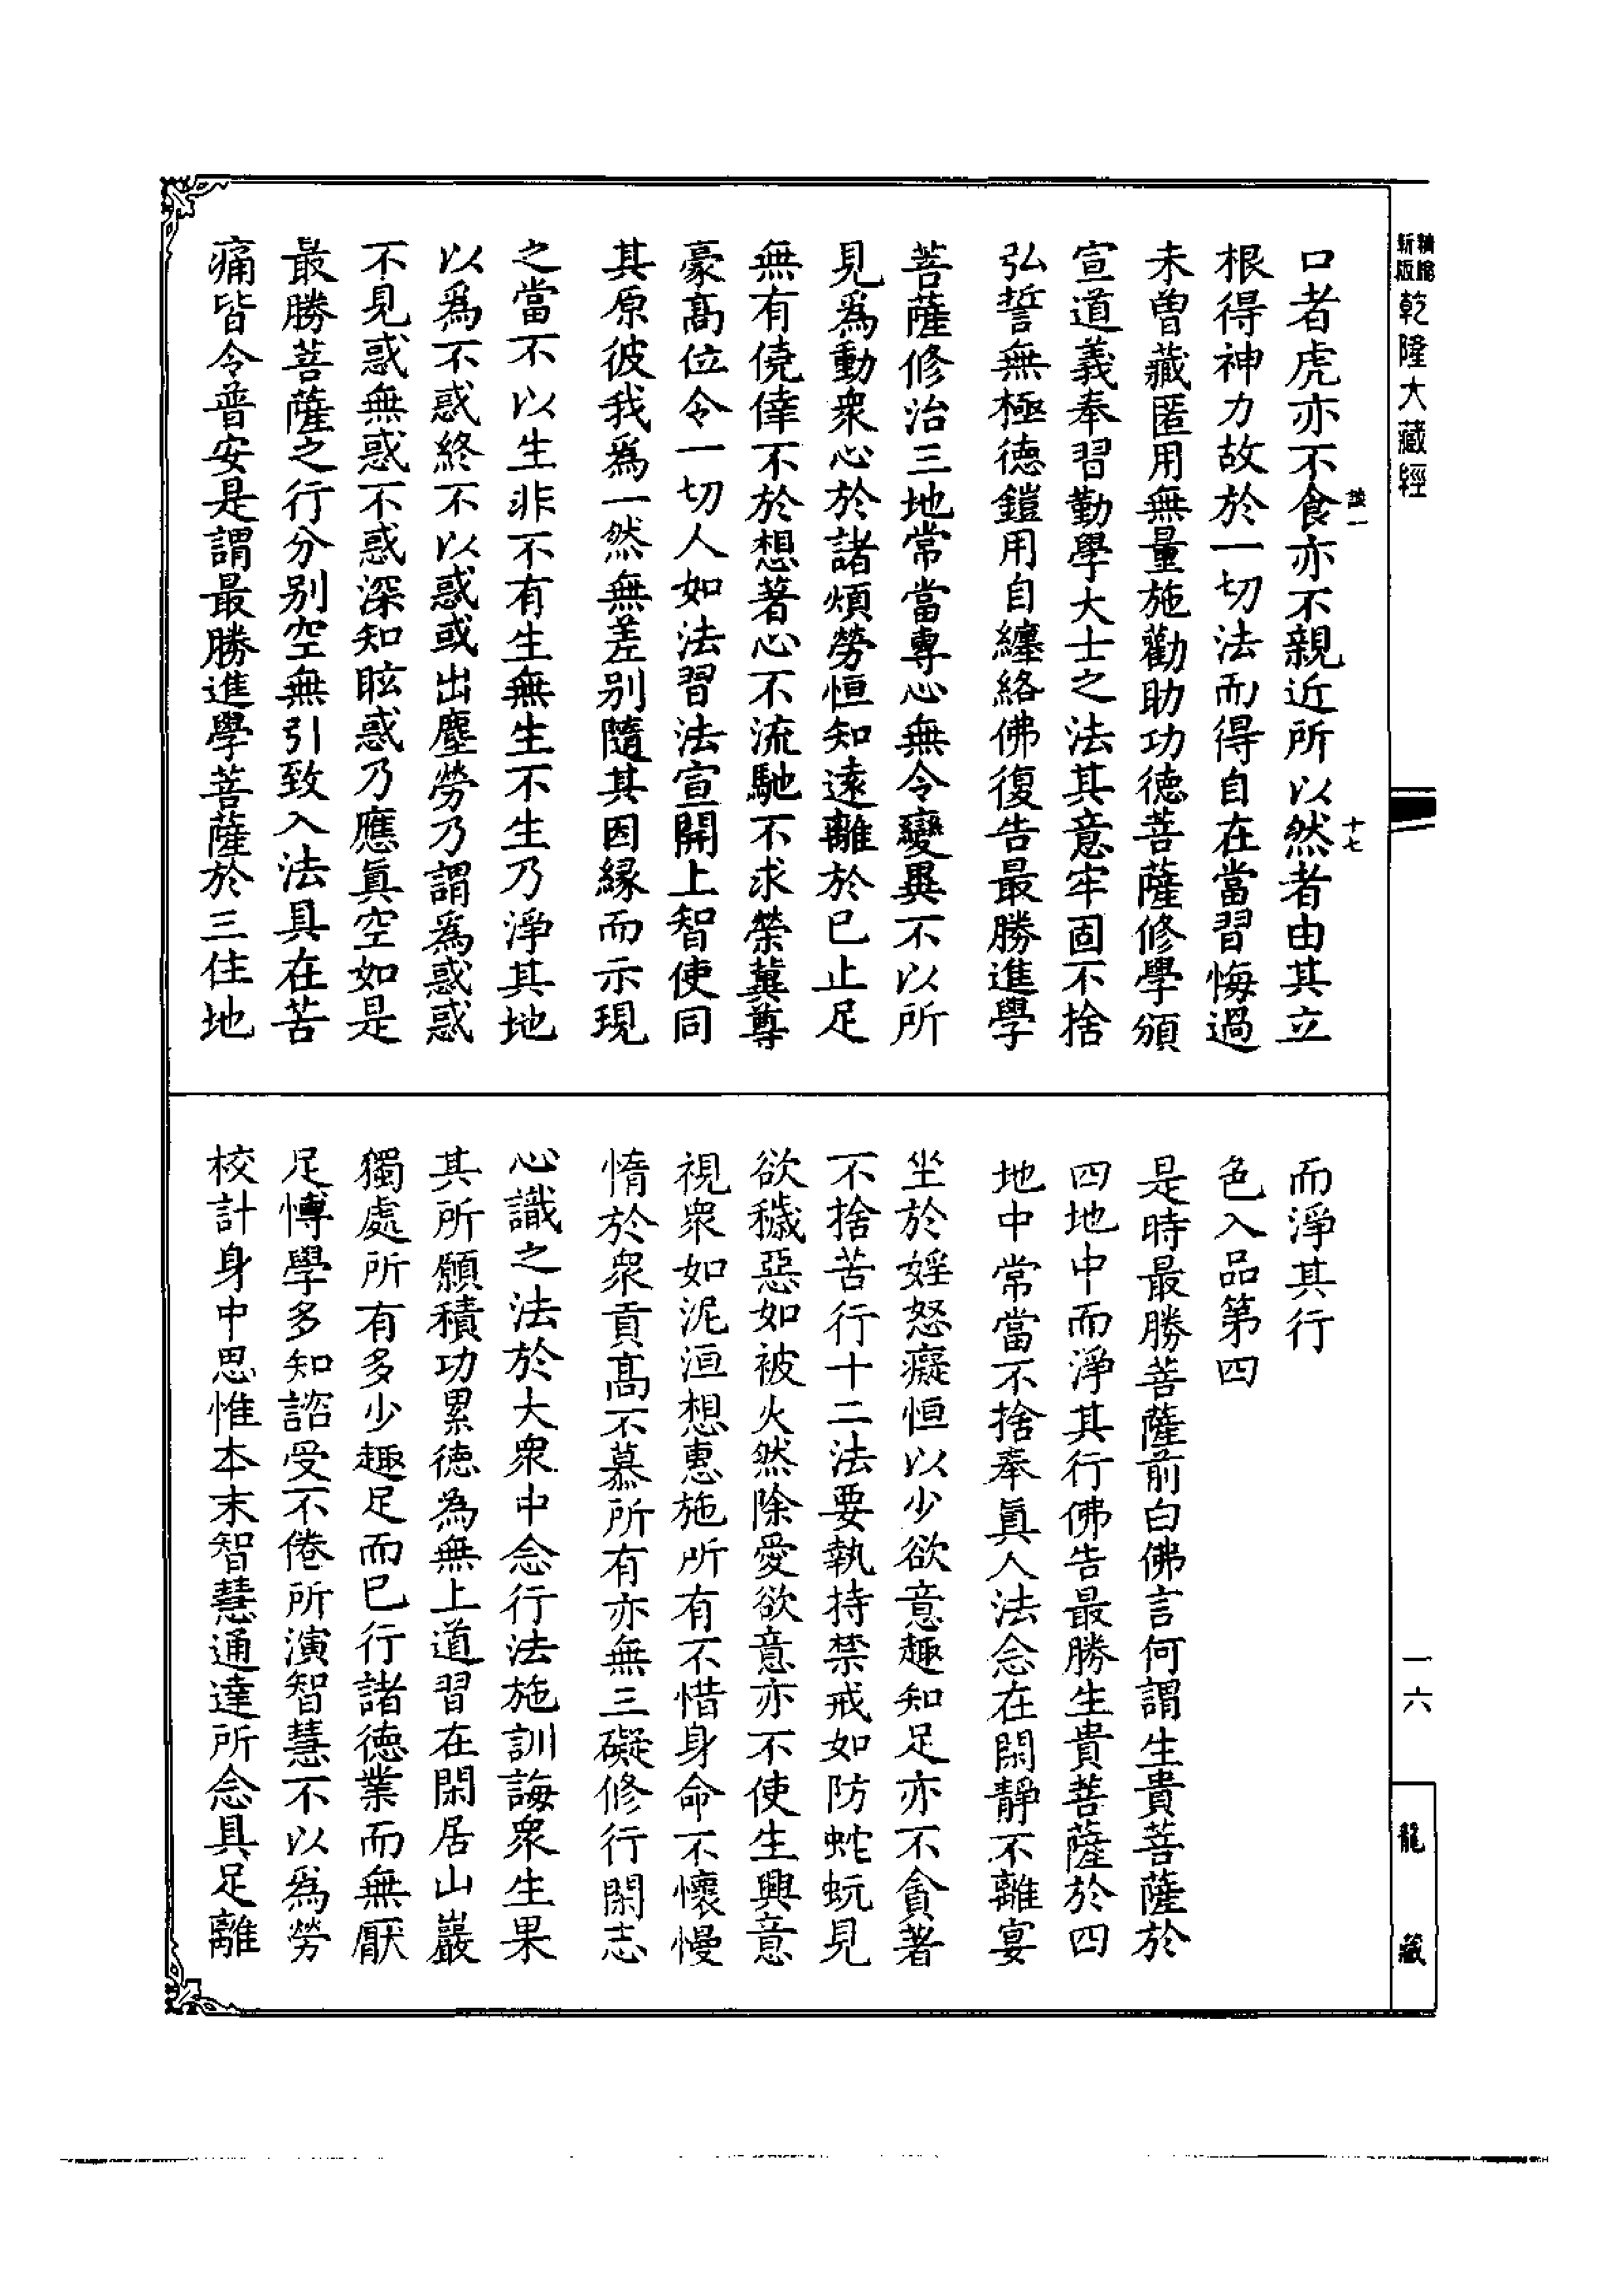 新版
精縮
乾隆大藏經
一六
龍藏
談一
十七
口者虎亦不食亦不親近所以然者由其立
根得神力故於一切法而得自在當習悔過
未曾藏匿用無量施勸助功德菩薩修學頒
宣道義奉習勤學大士之法其意牢固不捨
弘誓無極德鎧用自纏絡佛復告最勝進學
菩薩修治三地常當專心無令變異不以所
見爲動衆心於諸煩勞恒知遠離於已止足
無有僥倖不於想著心不流馳不求榮冀尊
豪高位令一切人如法習法宣開上智使同
其原彼我爲一然無差别隨其因緣而示現
之當不以生非不有生無生不生乃淨其地
以爲不惑終不以惑或出塵勞乃謂爲惑惑
不見惑無惑不惑深知眩惑乃應眞空如是
最勝菩薩之行分别空無引致入法具在苦
痛皆令普安是謂最勝進學菩薩於三住地
而淨其行
色入品第四
是時最勝菩薩前白佛言何謂生貴菩薩於
四地中而淨其行佛告最勝生貴菩薩於四
地中常當不捨奉眞人法念在閑靜不離宴
坐於婬怒癡恒以少欲意趣知足亦不貪著
不捨苦行十二法要執持禁戒如防蛇蚖見
欲穢惡如被火然除愛欲意亦不使生興意
視衆如泥洹想惠施所有不惜身命不懷慢
惰於衆貢高不慕所有亦無三礙修行閑志
心識之法於大衆中念行法施訓誨衆生果
其所願積功累德為無上道習在閑居山巖
獨處所有多少趣足而已行諸德業而無厭
足愽學多知諮受不倦所演智慧不以爲勞
校計身中思惟本末智慧通達所念具足離